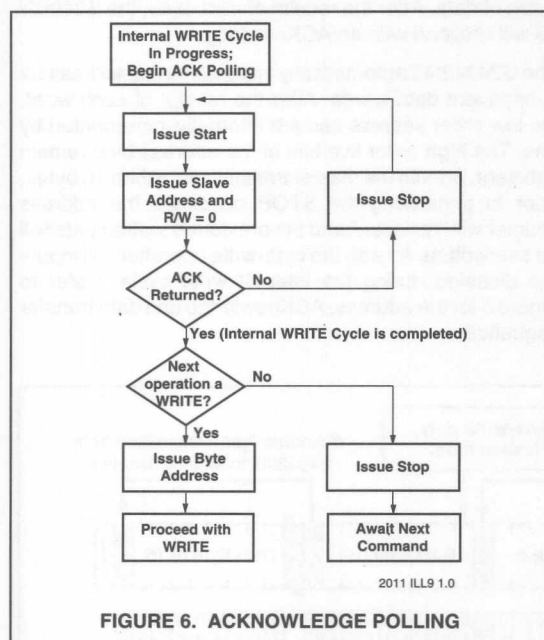 Internal WRITE Cycle
In Progress;
Begin ACK Polling
Issue Start
Issue Slave
Address and
R/W = 0
Issue Stop
ACK
Returned?
No
Yes (Internal WRITE Cycle is completed)
Next
operation a
WRITE?
No
Yes
Issue Byte
Address
Issue Stop
Proceed with
WRITE
Await Next
Command
2011 ILL9 1.0
FIGURE 6. ACKNOWLEDGE POLLING